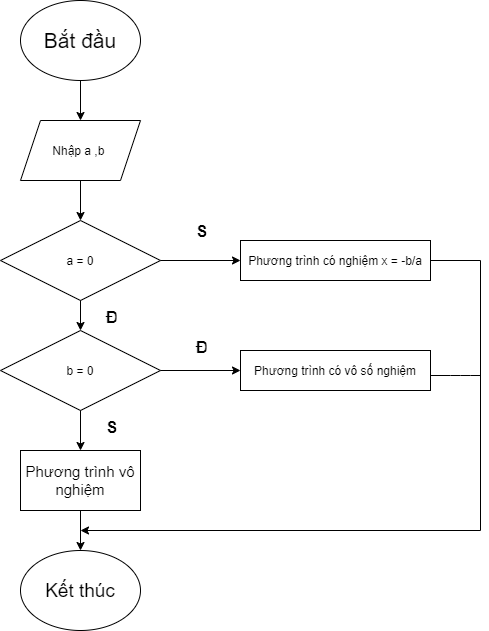 Bắt đầu
Nhập a ,b
a = 0
S
Phương trình có nghiệm x = -b/a
Đ
b = 0
Đ
Phương trình có vô số nghiệm
S
Phương trình vô
nghiệm
Kết thúc